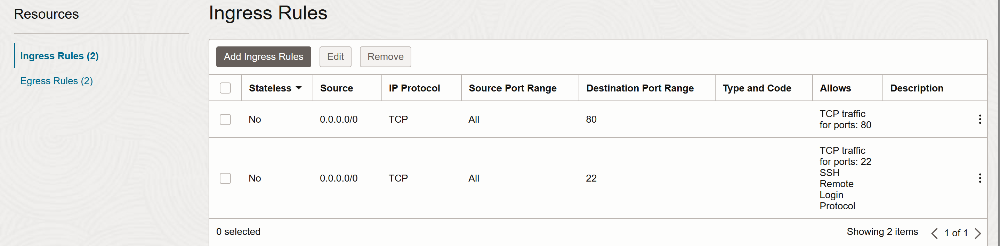 Resources
Ingress Rules (2)
Egress Rules (2)
Ingress Rules
Add Ingress Rules Edit Remove
Stateless Source IP Protocol Source Port Range Destination Port Range Type and Code Allows Description
No 0.0.0.0/0 TCP All 80 TCP traffic
for ports: 80
No 0.0.0.0/0 TCP All 22 TCP traffic
for ports: 22
SSH
Remote
Login
Protocol
0 selected Showing 2 items 1 of 1